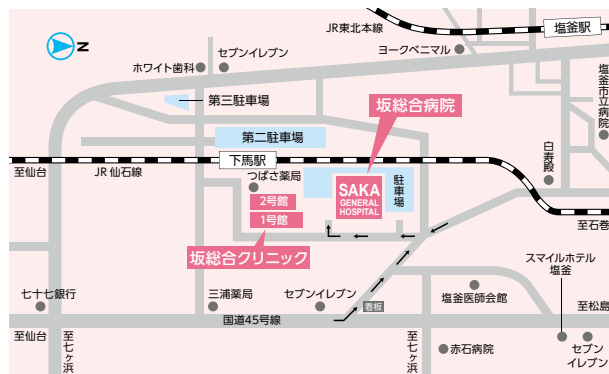 JR東北本線
塩釜駅
ヨークベニマル
セブンイレブン
ホワイト歯科
N
第三駐車場
坂総合病院
塩釜市立病院
第二駐車場
下馬駅
白寿殿
至仙台
JR 仙石線
つばさ薬局
SAKA
GENERAL
HOSPITAL
駐車場
2号館
1号館
至石巻
坂総合クリニック
スマイルホテル
塩釜
七十七銀行
三浦薬局
セブンイレブン
塩釜医師会館
看板
至松島
至仙台
国道45号線
至七ヶ浜
至七ヶ浜
赤石病院
セブン
イレブン